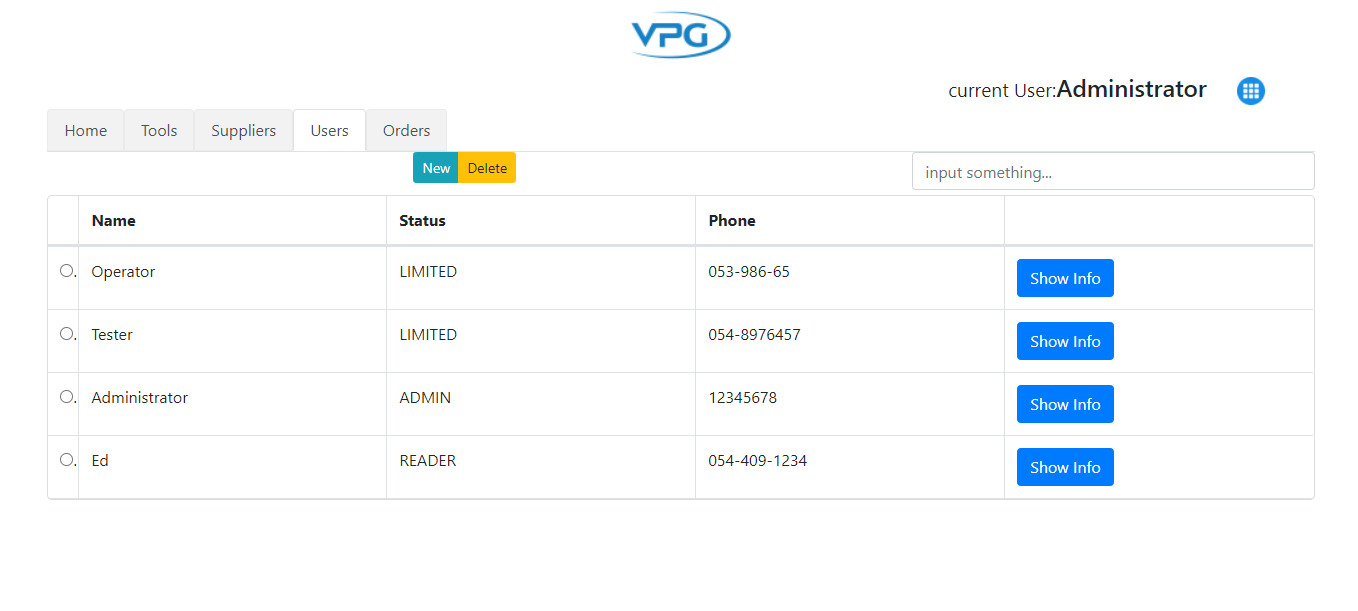 VPG
current User:Administrator
Home Tools Suppliers Users Orders
New Delete input something...
Name Status Phone
Operator LIMITED 053-986-65 Show Info
Tester LIMITED 054-8976457 Show Info
Administrator ADMIN 12345678 Show Info
Ed READER 054-409-1234 Show Info